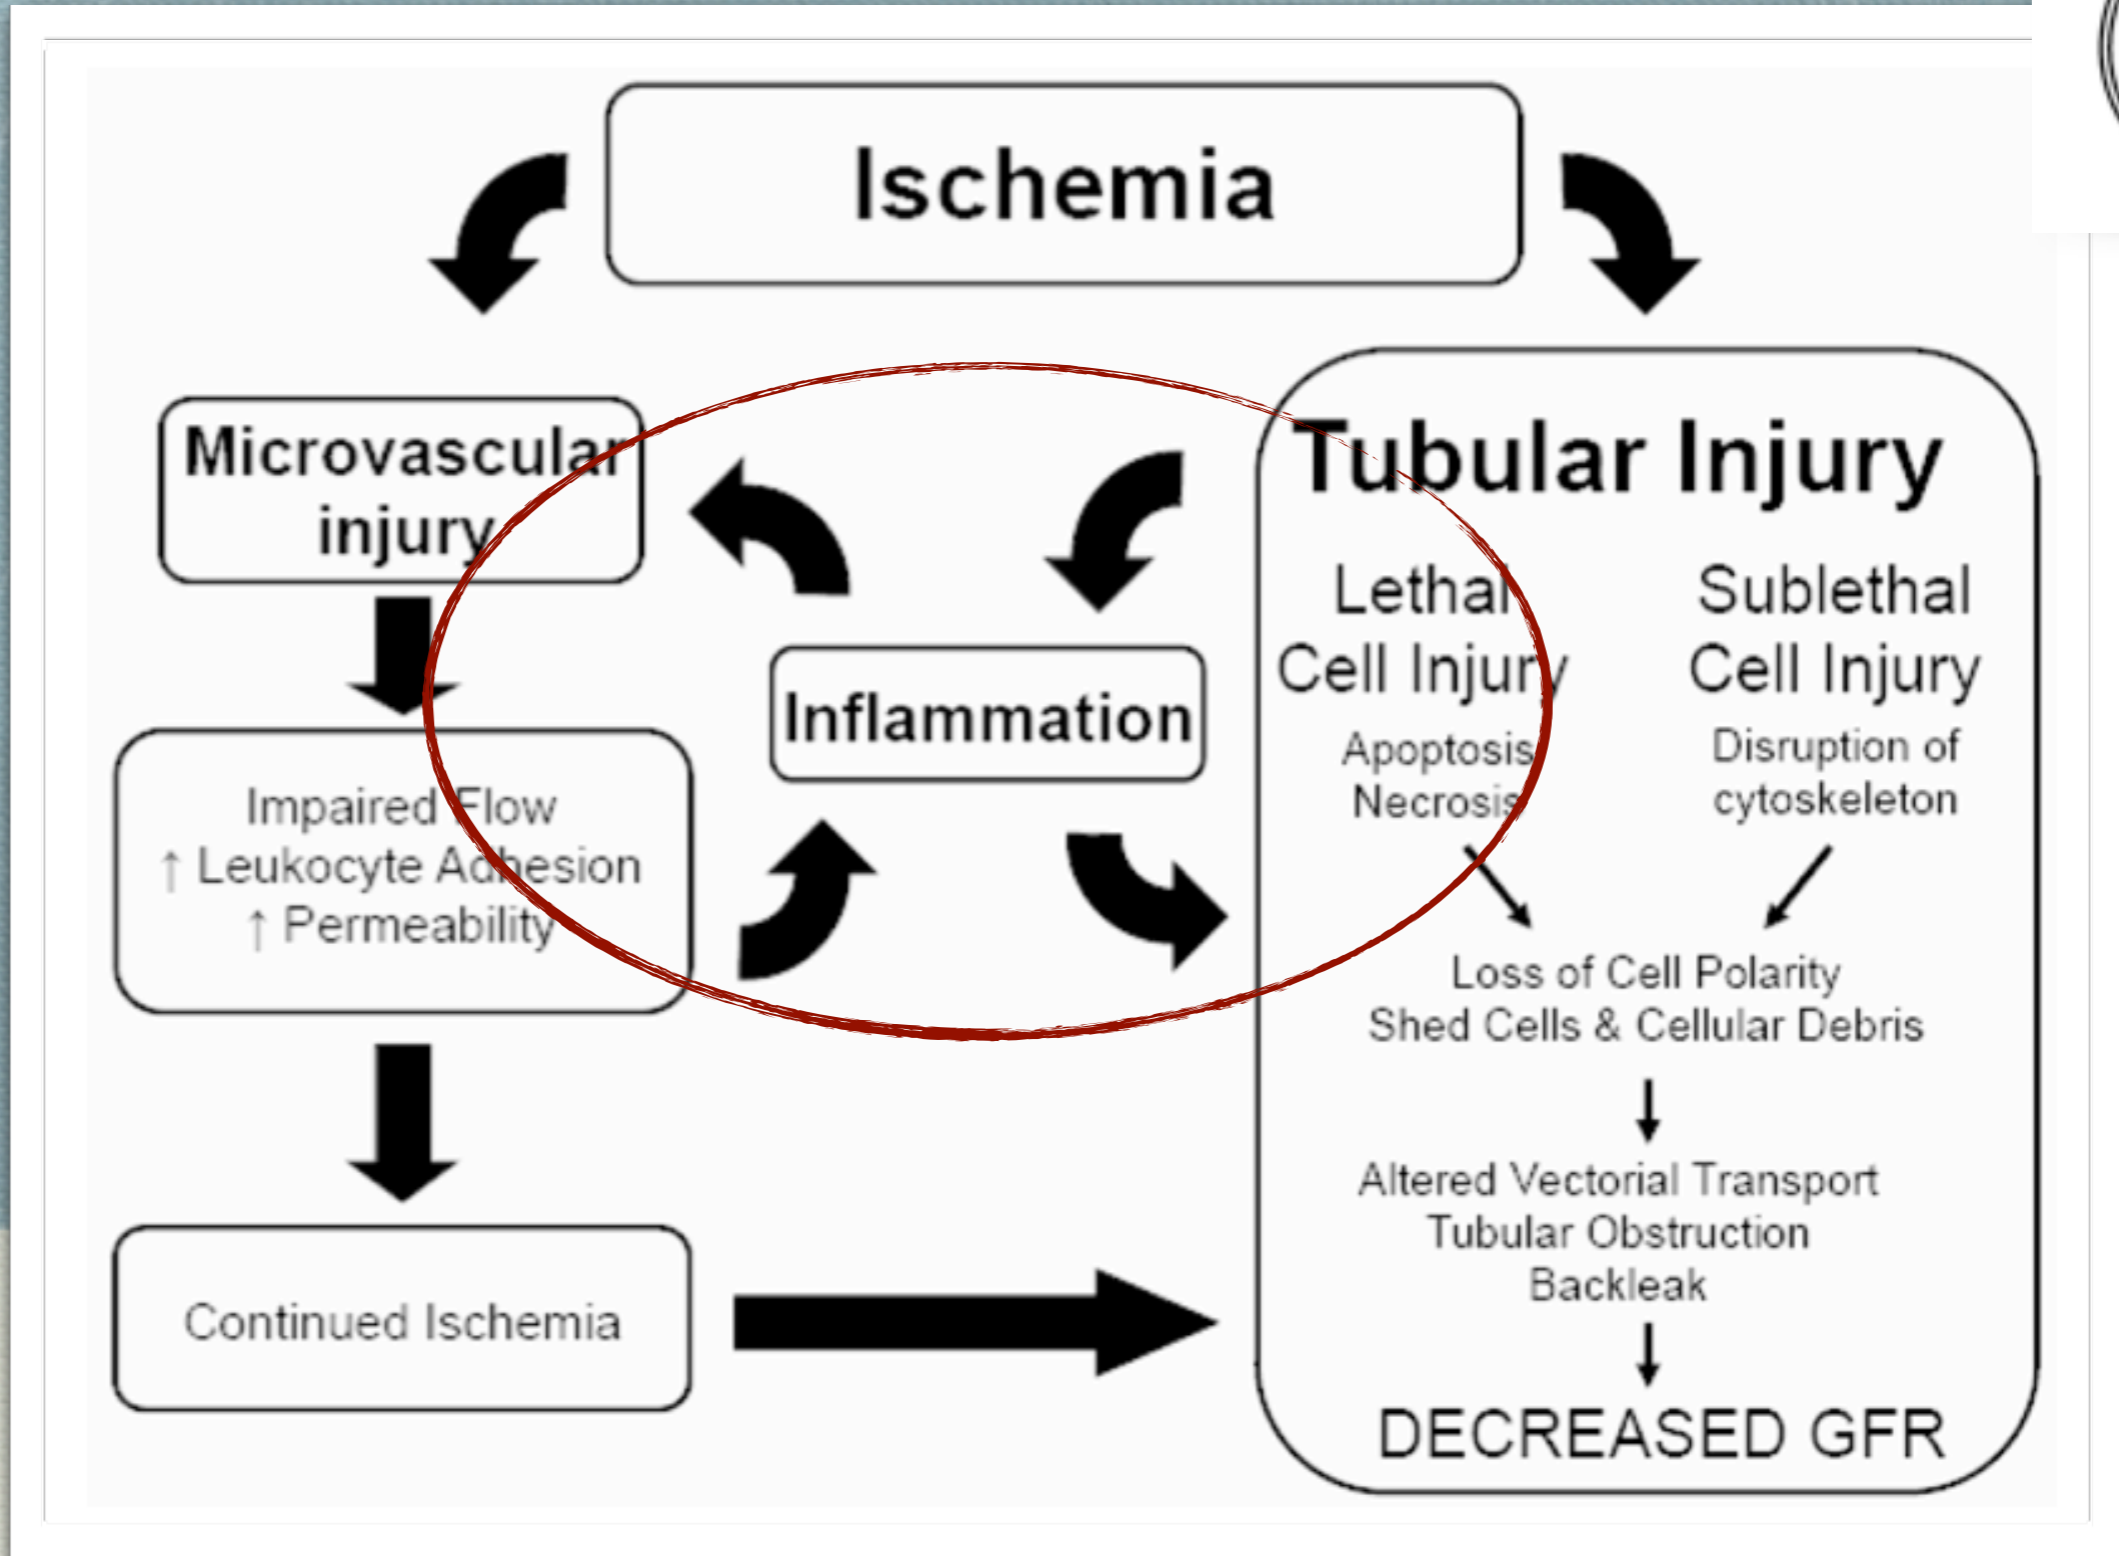 Ischemia
Microvascular
injury
Impaired Flow
↑ Leukocyte Adhesion
↑ Permeability
Continued Ischemia
Inflammation
Tubular Injury
Lethal
Cell Injury
Apoptosis
Necrosis
Sublethal
Cell Injury
Disruption of
cytoskeleton
Loss of Cell Polarity
Shed Cells & Cellular Debris
Altered Vectorial Transport
Tubular Obstruction
Backleak
DECREASED GFR